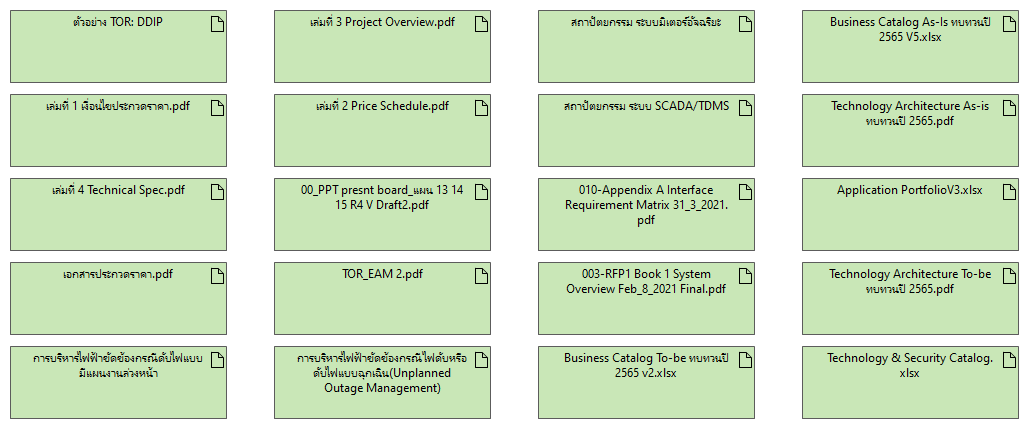 ตัวอย่าง TOR: DDIP
เล่มที่ 3 Project Overview.pdf
สถาปัตยกรรม ระบบมิเตอร์อัจฉริยะ
Business Catalog As-Is ทบทวนปี
2565 V5.xlsx
เล่มที่ 1 เงื่อนไขประกวดราคา.pdf
เล่มที่ 2 Price Schedule.pdf
สถาปัตยกรรม ระบบ SCADA/TDMS
Technology Architecture As-is
ทบทวนปี 2565.pdf
เล่มที่ 4 Technical Spec.pdf
00_PPT presnt board_แผน 13 14
15 R4 V Draft2.pdf
010-Appendix A Interface
Requirement Matrix 31_3_2021.
pdf
Application PortfolioV3.xlsx
เอกสารประกวดราคา.pdf
TOR_EAM 2.pdf
003-RFP1 Book 1 System
Overview Feb_8_2021 Final.pdf
Technology Architecture To-be
ทบทวนปี 2565.pdf
การบริหารไฟฟ้าขัดข้องกรณีดับไฟแบบ
มีแผนงานล่วงหน้า
การบริหารไฟฟ้าขัดข้องกรณีไฟดับหรือ
ดับไฟแบบฉุกเฉิน(Unplanned
Outage Management)
Business Catalog To-be ทบทวนปี
2565 v2.xlsx
Technology & Security Catalog.
xlsx